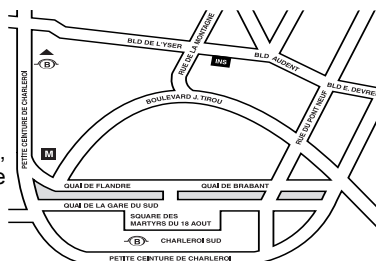 BLD DE L'YSER
RUE DE LA MONTAGNE
INS
BLD AUDENT
BLD E. DEVRE
B
PETITE CEINTURE DE CHARLEROI
BOULEVARD J. TIROU
RUE DU PONT NEUF
M
,
e
QUAI DE FLANDRE
QUAI DE BRABANT
QUAI DE LA GARE DU SUD
SQUARE DES
MARTYRS DU 18 AOUT
B
CHARLEROI SUD
PETITE CEINTURE DE CHARLEROI